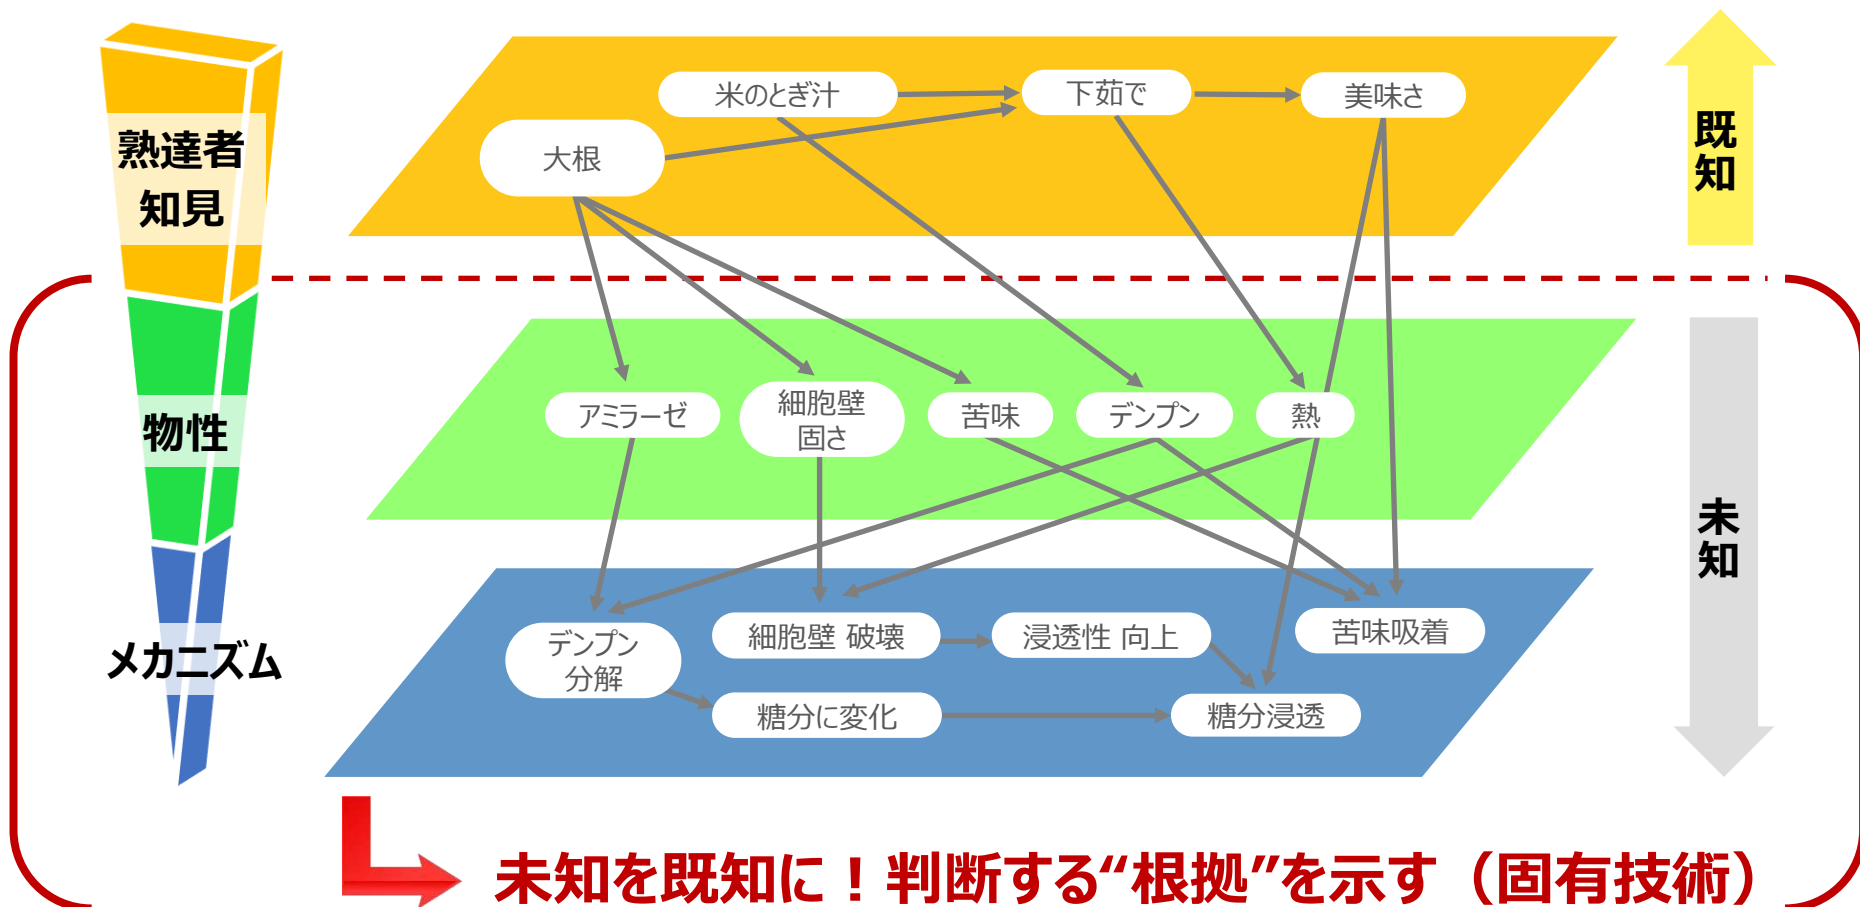 熟達者
知見
米のとぎ汁
下茹で
美味さ
大根
既
知
物性
アミラーゼ
細胞壁
固さ
苦味
デンプン
熱
未
知
メカニズム
デンプン
分解
細胞壁 破壊
浸透性 向上
苦味吸着
糖分に変化
糖分浸透
未知を既知に！判断する“根拠”を示す（固有技術）